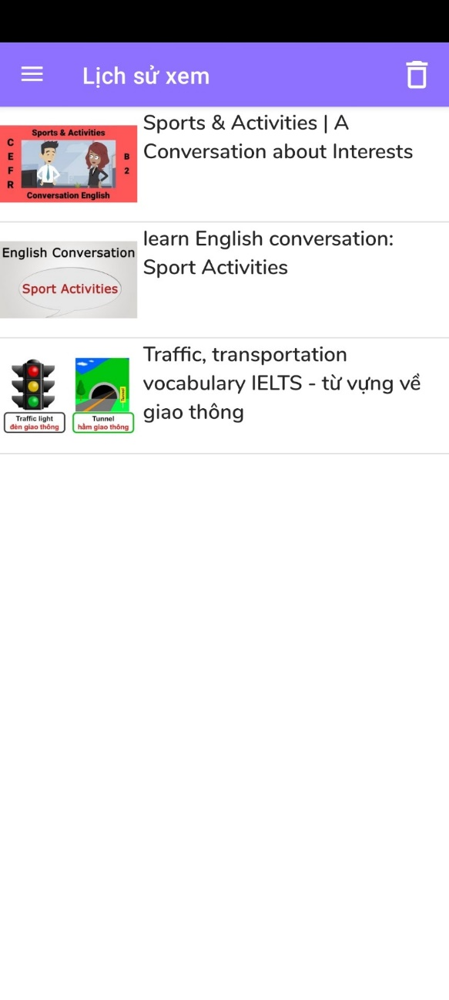 Lịch sử xem
Sports & Activities
C
E
F
R
B
2
Conversation English
Sports & Activities | A
Conversation about Interests
English Conversation
Sport Activities
learn English conversation:
Sport Activities
Traffic light
đèn giao thông
Tunnel
Tunnel
hầm giao thông
Traffic, transportation
vocabulary IELTS - từ vựng về
giao thông